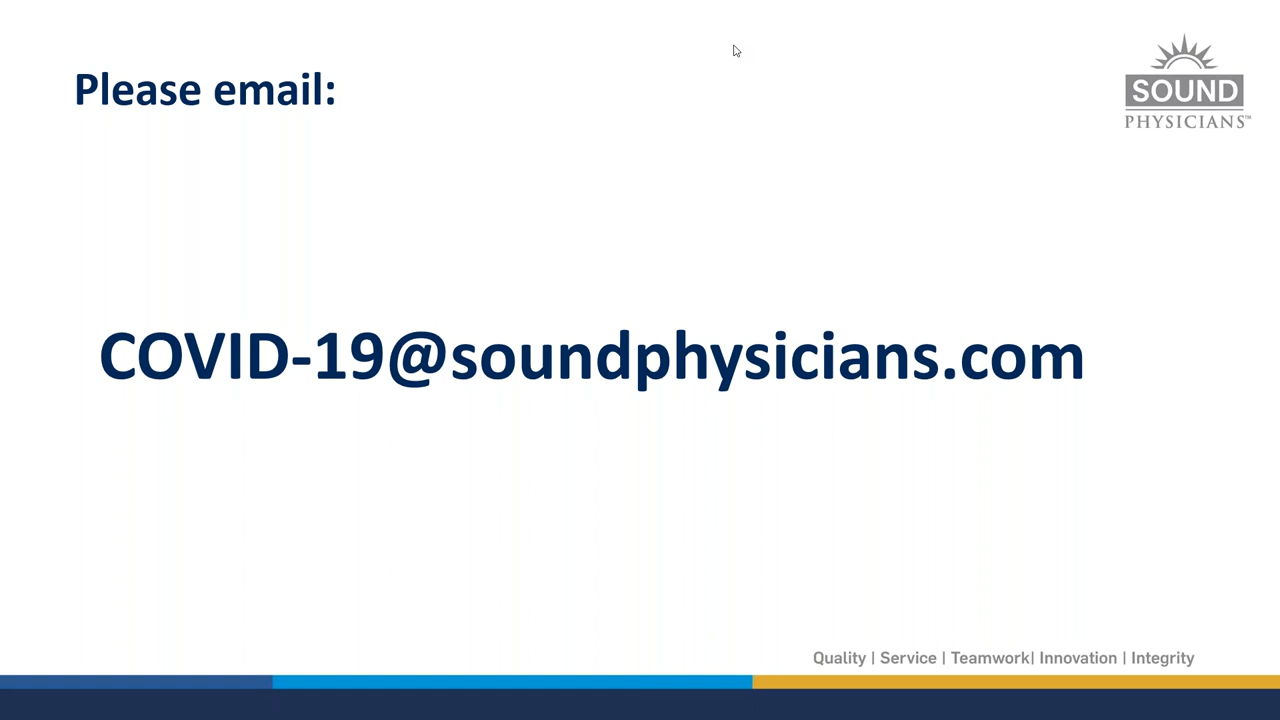 Please email:
SOUND
PHYSICIANS™
COVID-19@soundphysicians.com
Quality | Service | Teamwork| Innovation | Integrity